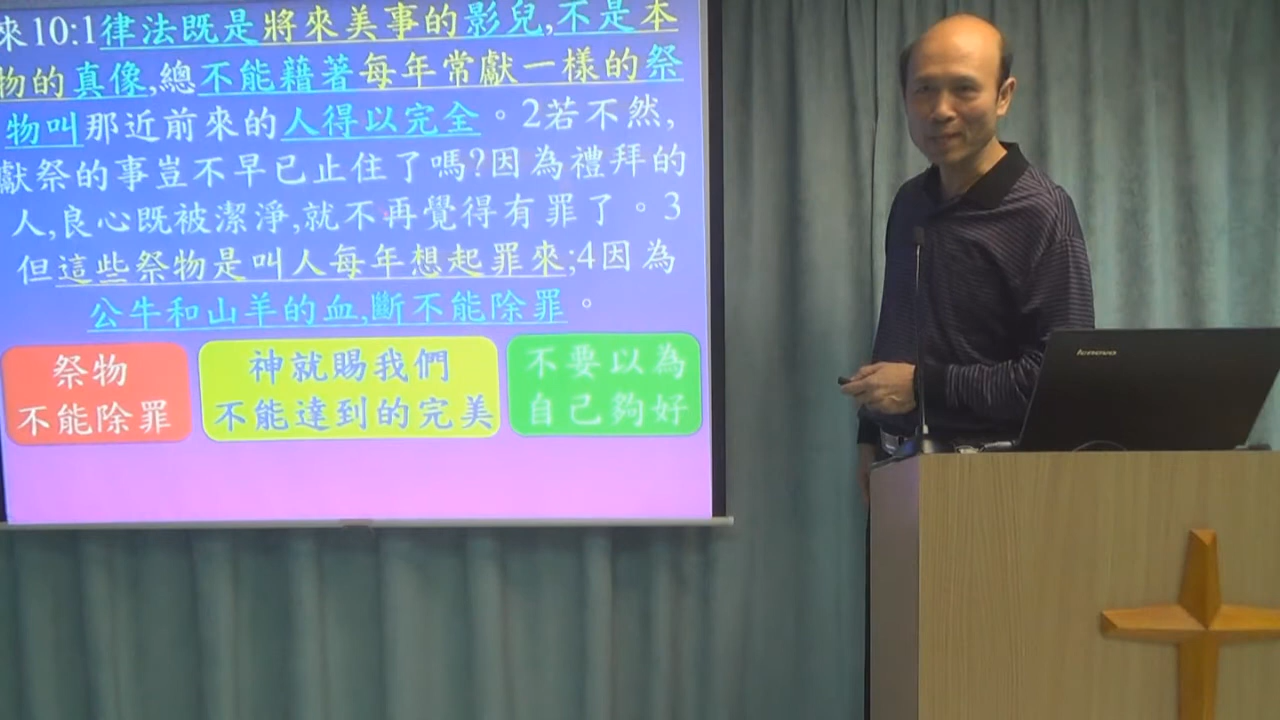 來10:1律法既是將來美事的影兒,不是本
物的真像,總不能藉著每年常獻一樣的祭
物叫那近前來的人得以完全。2若不然,
獻祭的事豈不早已止住了嗎?因為禮拜的
人,良心既被潔淨,就不再覺得有罪了。3
但這些祭物是叫人每年想起罪來;4因為
公牛和山羊的血,斷不能除罪。
祭物
不能除罪
神就賜我們
不能達到的完美
不要以為
自己夠好
lenovo